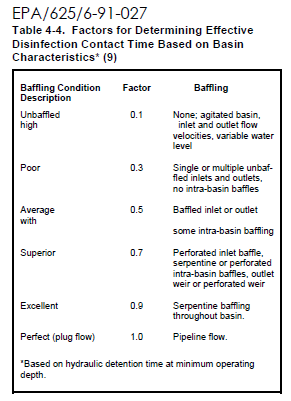 EPA/625/6-91-027
Table 4-4. Factors for Determining Effective
Disinfection Contact Time Based on Basin
Characteristics* (9)
Baffling Condition Factor Baffling
Description
Unbaffled 0.1 None; agitated basin,
high inlet and outlet flow
velocities, variable water
level
Poor 0.3 Single or multiple unbaf-
fled inlets and outlets,
no intra-basin baffles
Average 0.5 Baffled inlet or outlet
with
some intra-basin baffling
Superior 0.7 Perforated inlet baffle,
serpentine or perforated
intra-basin baffles, outlet
weir or perforated weir
Excellent 0.9 Serpentine baffling
throughout basin.
Perfect (plug flow) 1.0 Pipeline flow.
*Based on hydraulic detention time at minimum operating
depth.